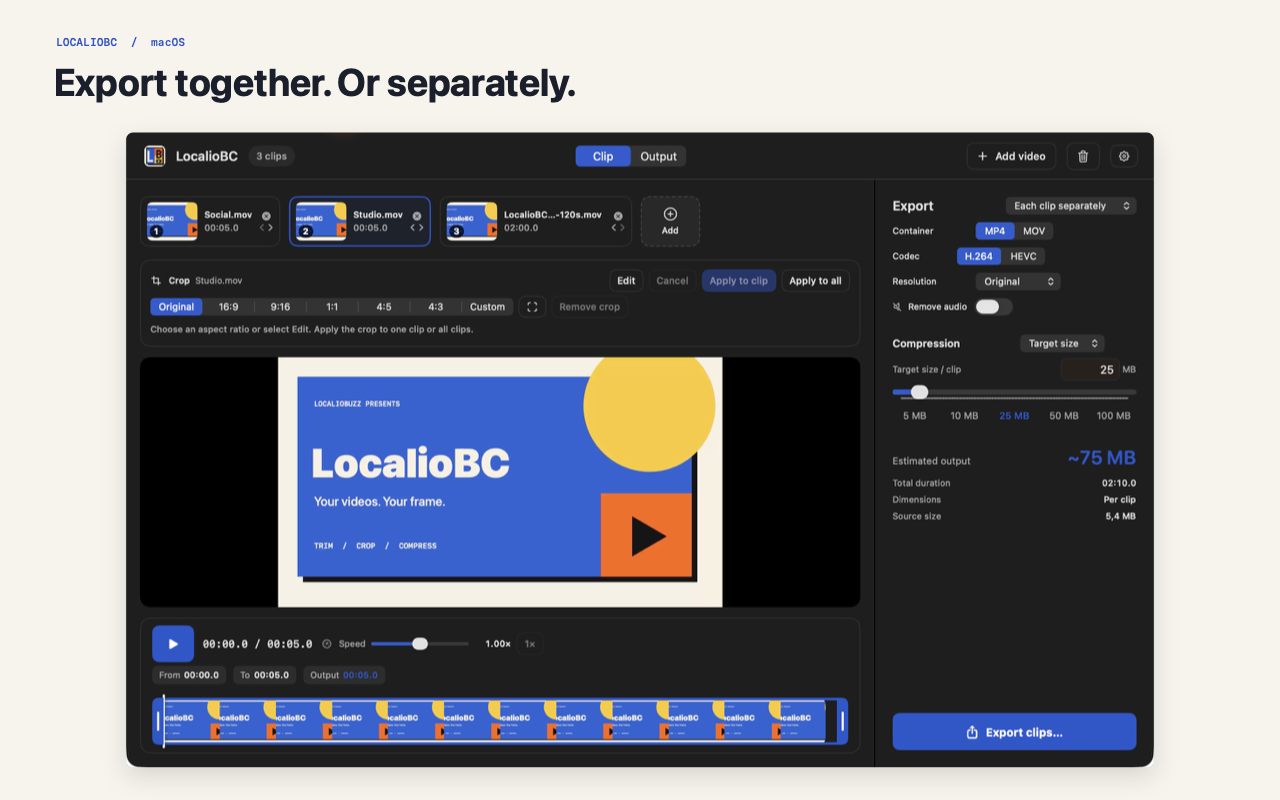 LOCALIOBC / macOS
Export together. Or separately.
LocalioBC 3 clips Clip Output Add video
1 Social.mov 00:05.0
2 Studio.mov 00:05.0
3 LocalioBC...-120s.mov 02:00.0
Add
Crop Studio.mov Edit Cancel Apply to clip Apply to all
Original 16:9 9:16 1:1 4:5 4:3 Custom Remove crop
Choose an aspect ratio or select Edit. Apply the crop to one clip or all clips.
LOCALIOBUZZ PRESENTS
LocalioBC
Your videos. Your frame.
TRIM / CROP / COMPRESS
00:00.0 / 00:05.0 Speed 1.00× 1×
From 00:00.0 To 00:05.0 Output 00:05.0
Export Each clip separately
Container MP4 MOV
Codec H.264 HEVC
Resolution Original
Remove audio
Compression Target size
Target size / clip 25 MB
5 MB 10 MB 25 MB 50 MB 100 MB
Estimated output ~75 MB
Total duration 02:10.0
Dimensions Per clip
Source size 5,4 MB
Export clips...